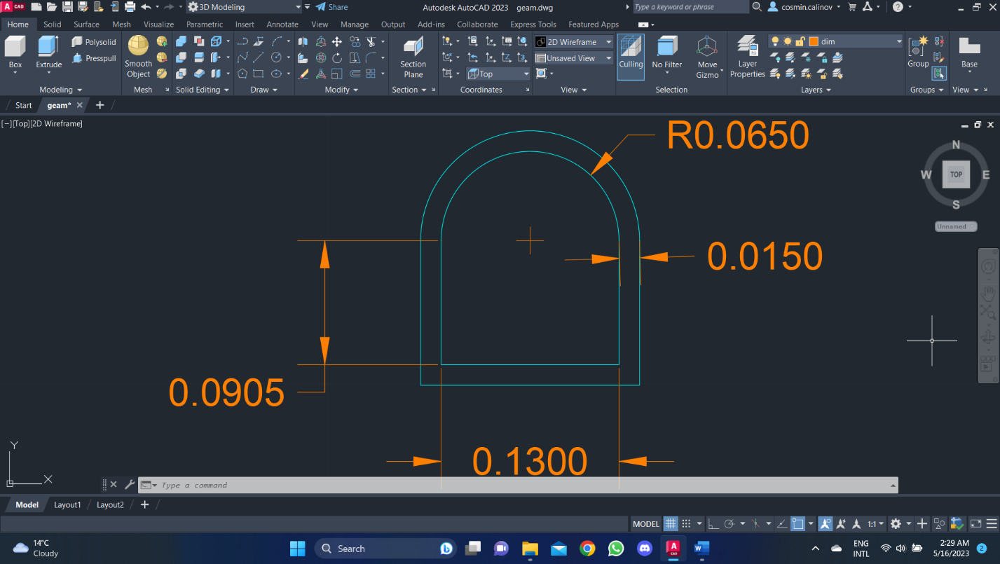 A CAD 3D Modeling Share Autodesk AutoCAD 2023 geam.dwg Type a keyword or phrase cosmin.calinov
Home Solid Surface Mesh Visualize Parametric Insert Annotate View Manage Output Add-ins Collaborate Express Tools Featured Apps
Box Extrude Polysolid Presspull Smooth Object Section Plane 2D Wireframe Unsaved View Top Culling No Filter Move Gizmo Layer Properties dim Group Base
Modeling Mesh Solid Editing Draw Modify Section Coordinates View Selection Layers Groups View
Start geam* +
[−][Top][2D Wireframe]
R0.0650
N
W TOP E
S
Unnamed
0.0150
0.0905
0.1300
Y
X
Type a command
Model Layout1 Layout2 +
MODEL 1:1
14°C
Cloudy
Search
ENG
INTL
2:29 AM
5/16/2023
2